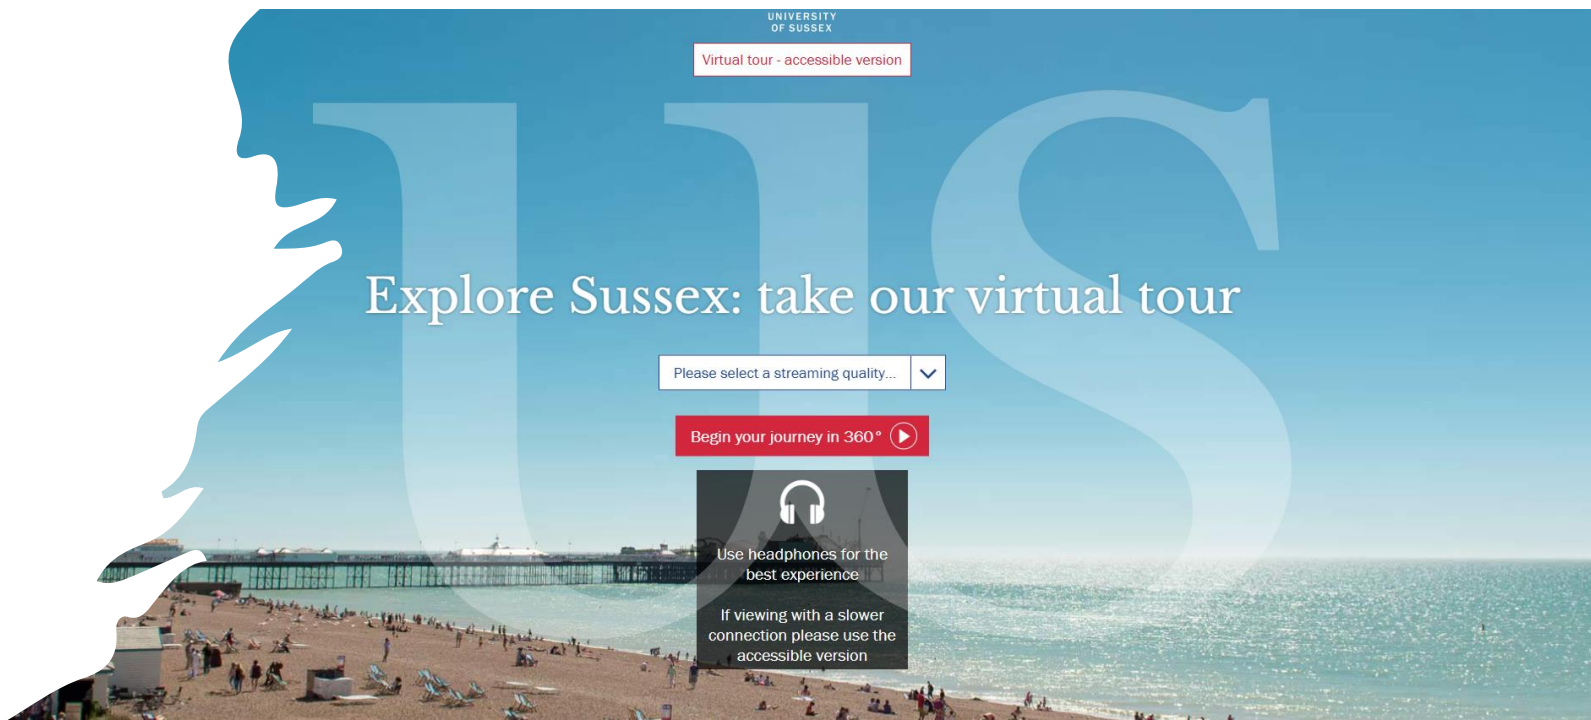 UNIVERSITY
OF SUSSEX
Virtual tour - accessible version
US
Explore Sussex: take our virtual tour
Please select a streaming quality...
Begin your journey in 360°
Use headphones for the
best experience
If viewing with a slower
connection please use the
accessible version